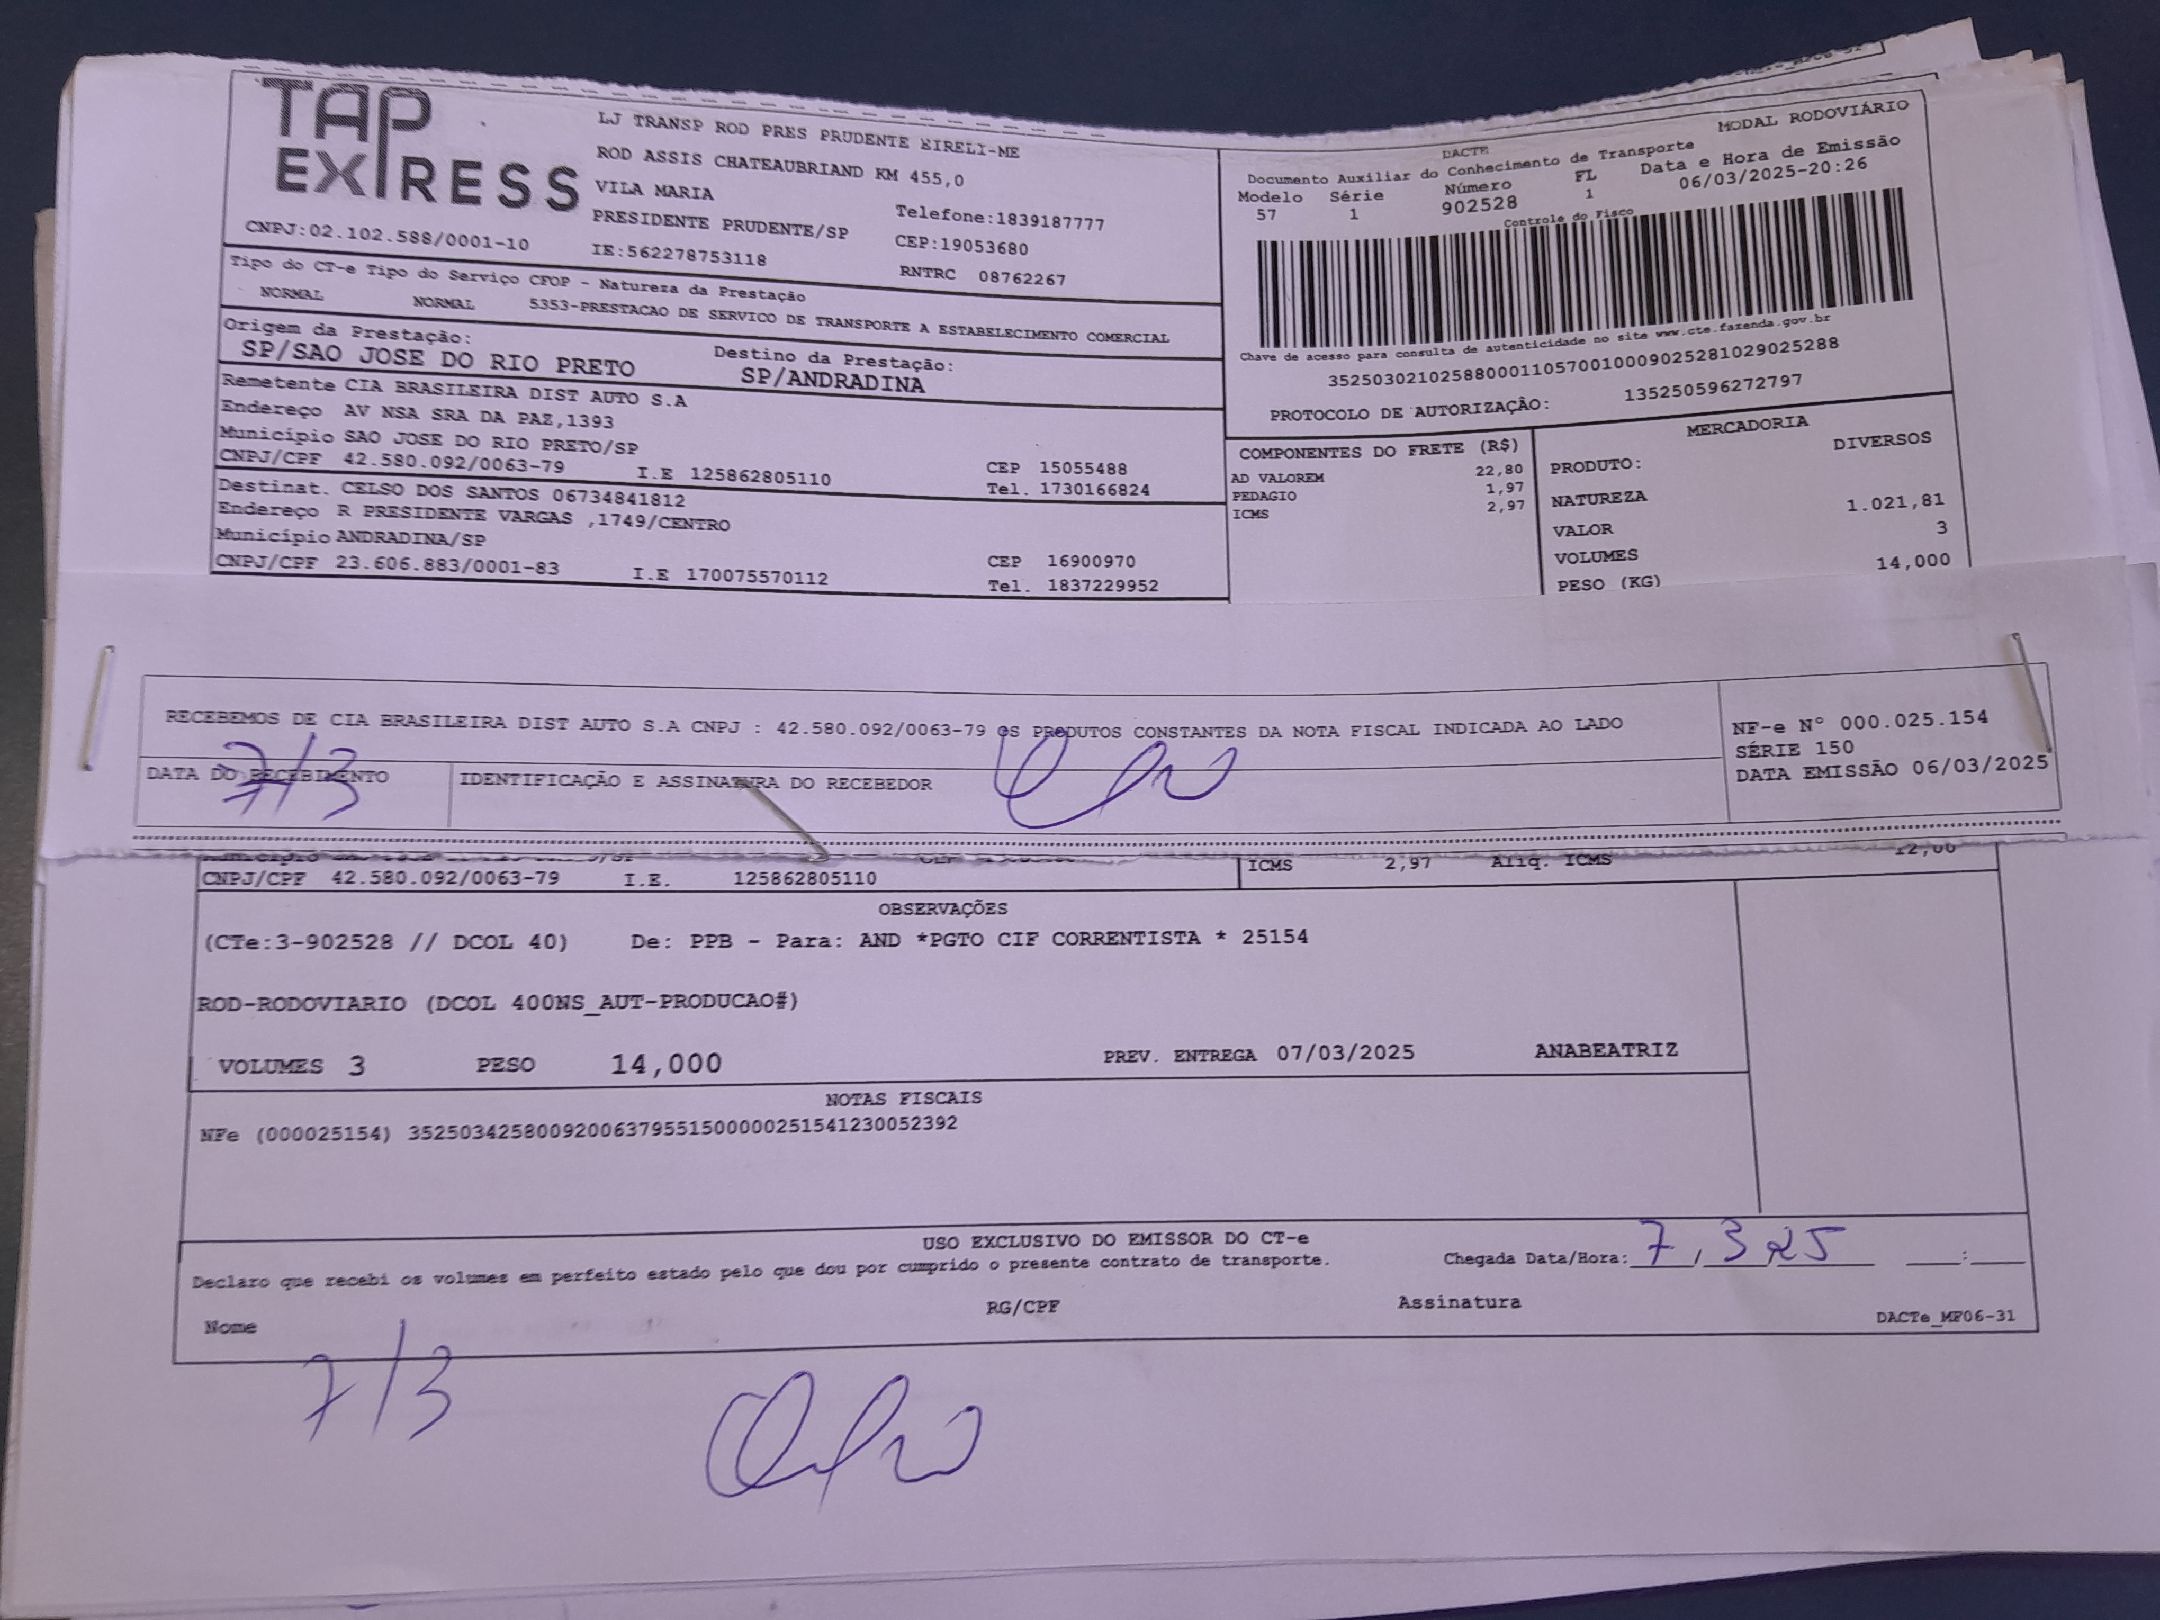 TAP EXPRESS
LJ TRANSP ROD PRES PRUDENTE EIRELI-ME
ROD ASSIS CHATEAUBRIAND KM 455,0
VILA MARIA
PRESIDENTE PRUDENTE/SP
Telefone:1839187777
CEP:19053680
CNPJ:02.102.588/0001-10
IE:562278753118
RNTRC 08762267
Tipo do CT-e Tipo do Serviço CFOP - Natureza da Prestação
NORMAL NORMAL 5353-PRESTACAO DE SERVICO DE TRANSPORTE A ESTABELECIMENTO COMERCIAL
Origem da Prestação:
SP/SAO JOSE DO RIO PRETO
Destino da Prestação:
SP/ANDRADINA
Remetente CIA BRASILEIRA DIST AUTO S.A
Endereço AV NSA SRA DA PAZ,1393
Município SAO JOSE DO RIO PRETO/SP
CNPJ/CPF 42.580.092/0063-79 I.E 125862805110
CEP 15055488
Tel. 1730166824
Destinat. CELSO DOS SANTOS 06734841812
Endereço R PRESIDENTE VARGAS ,1749/CENTRO
Município ANDRADINA/SP
CNPJ/CPF 23.606.883/0001-83 I.E 170075570112
CEP 16900970
Tel. 1837229952
MODAL RODOVIÁRIO
DACTE
Documento Auxiliar do Conhecimento de Transporte
Modelo Série Número FL Data e Hora de Emissão
57 1 902528 1 06/03/2025-20:26
Controle do Fisco
Chave de acesso para consulta de autenticidade no site www.cte.fazenda.gov.br
35250302102588000110570010009025281029025288
PROTOCOLO DE AUTORIZAÇÃO: 135250596272797
COMPONENTES DO FRETE (R$)
AD VALOREM 22,80
PEDAGIO 1,97
ICMS 2,97
MERCADORIA
PRODUTO: DIVERSOS
NATUREZA
VALOR 1.021,81
VOLUMES 3
PESO (KG) 14,000
RECEBEMOS DE CIA BRASILEIRA DIST AUTO S.A CNPJ : 42.580.092/0063-79 OS PRODUTOS CONSTANTES DA NOTA FISCAL INDICADA AO LADO
NF-e N° 000.025.154
SÉRIE 150
DATA EMISSÃO 06/03/2025
DATA DO RECEBIMENTO
7/3
IDENTIFICAÇÃO E ASSINATURA DO RECEBEDOR
CNPJ/CPF 42.580.092/0063-79 I.E. 125862805110
ICMS 2,97 Aliq. ICMS 12,00
OBSERVAÇÕES
(CTe:3-902528 // DCOL 40) De: PPB - Para: AND *PGTO CIF CORRENTISTA * 25154
ROD-RODOVIARIO (DCOL 400NS_AUT-PRODUCAO#)
VOLUMES 3 PESO 14,000 PREV. ENTREGA 07/03/2025 ANABEATRIZ
NOTAS FISCAIS
NFe (000025154) 35250342580092006379551500000251541230052392
USO EXCLUSIVO DO EMISSOR DO CT-e
Declaro que recebi os volumes em perfeito estado pelo que dou por cumprido o presente contrato de transporte.
Chegada Data/Hora: 7 / 3 / 25 :
Nome RG/CPF Assinatura
DACTe_MF06-31
7/3